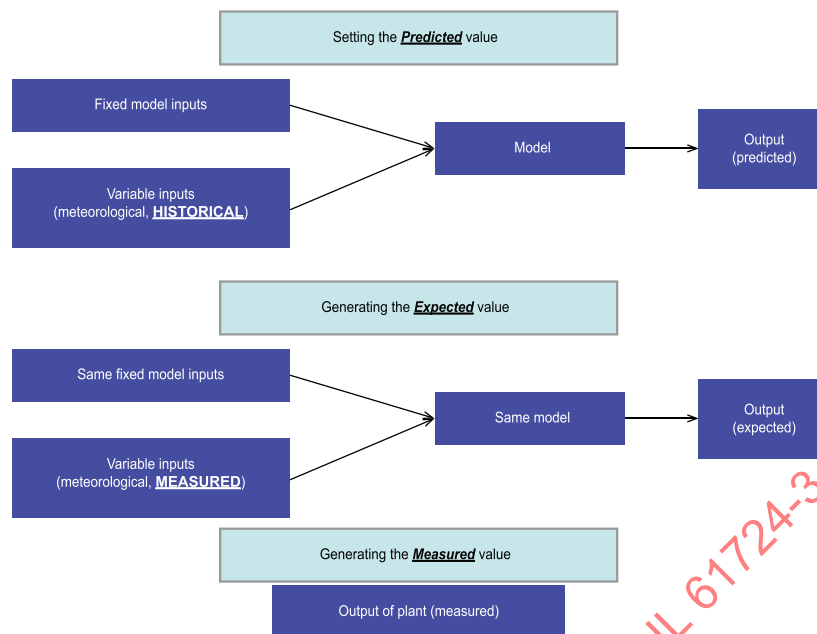 Setting the Predicted value
Fixed model inputs
Model
Output
(predicted)
Variable inputs
(meteorological, HISTORICAL)
Generating the Expected value
Same fixed model inputs
Same model
Output
(expected)
Variable inputs
(meteorological, MEASURED)
Generating the Measured value
Output of plant (measured)
61724-3